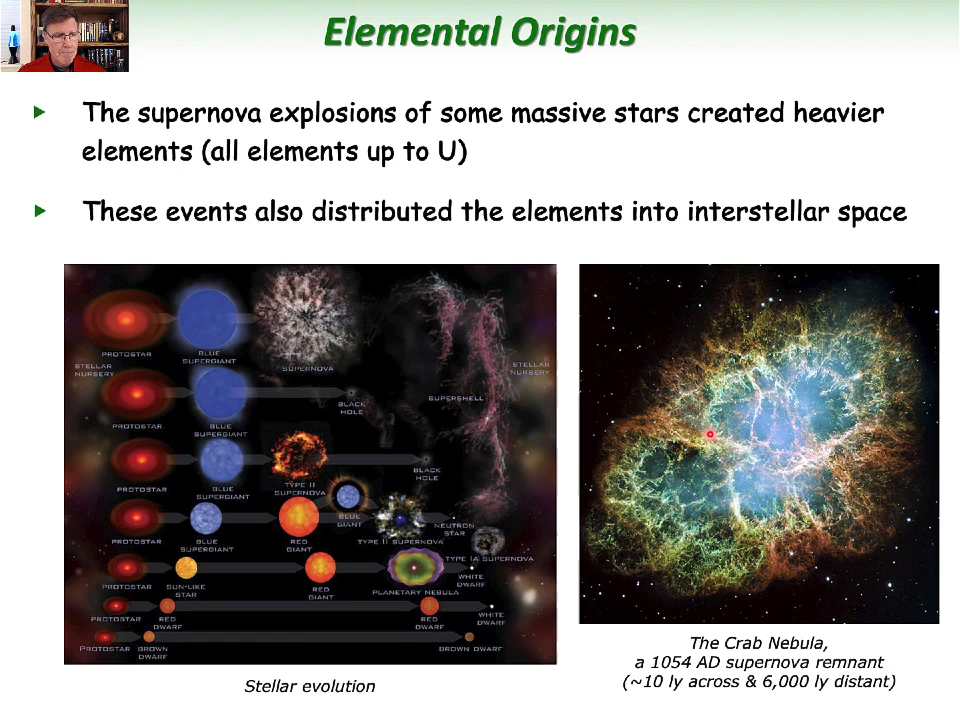 Elemental Origins
The supernova explosions of some massive stars created heavier
elements (all elements up to U)
These events also distributed the elements into interstellar space
PROTOSTAR
BLUE
SUPERGIANT
SUPERNOVA
STELLAR
NURSERY
STELLAR
NURSERY
PROTOSTAR
BLUE
SUPERGIANT
BLACK
HOLE
SUPERSHELL
PROTOSTAR
BLUE
SUPERGIANT
TYPE II
SUPERNOVA
BLACK
HOLE
PROTOSTAR
BLUE
SUPERGIANT
RED
GIANT
BLUE
GIANT
TYPE II SUPERNOVA
NEUTRON
STAR
TYPE IA SUPERNOVA
PROTOSTAR
SUN-LIKE
STAR
RED
GIANT
PLANETARY NEBULA
WHITE
DWARF
PROTOSTAR
RED
DWARF
RED
DWARF
WHITE
DWARF
PROTOSTAR
BROWN
DWARF
BROWN DWARF
Stellar evolution
The Crab Nebula,
a 1054 AD supernova remnant
(~10 ly across & 6,000 ly distant)